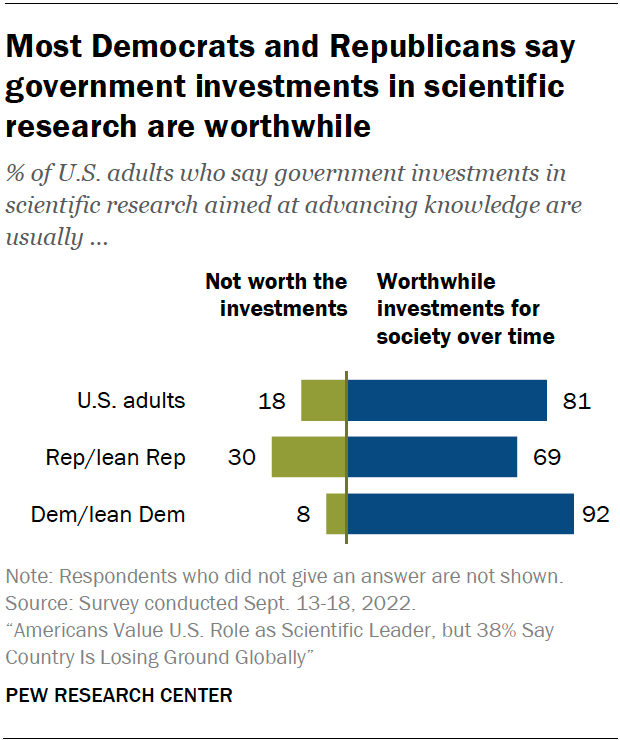 Most Democrats and Republicans say
government investments in scientific
research are worthwhile
% of U.S. adults who say government investments in
scientific research aimed at advancing knowledge are
usually ...
Not worth the
investments
Worthwhile
investments for
society over time
U.S. adults 18 81
Rep/lean Rep 30 69
Dem/lean Dem 8 92
Note: Respondents who did not give an answer are not shown.
Source: Survey conducted Sept. 13-18, 2022.
“Americans Value U.S. Role as Scientific Leader, but 38% Say
Country Is Losing Ground Globally”
PEW RESEARCH CENTER